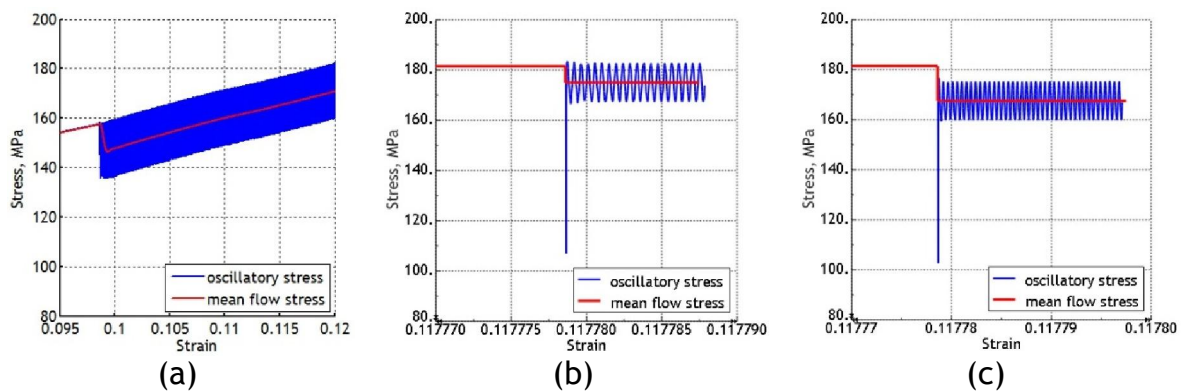 (a)
Stress, MPa
200
180
160
140
120
100
80
0.095
0.1
0.105
0.11
0.115
0.12
Strain
oscillatory stress
mean flow stress
(b)
Stress, MPa
200.
180.
160.
140.
120.
100.
80.
0.117770
0.117775
0.117780
0.117785
0.117790
Strain
oscillatory stress
mean flow stress
(c)
Stress, MPa
200.
180.
160.
140.
120.
100.
80.
0.11777
0.117778
0.117779
0.117780
Strain
oscillatory stress
mean flow stress